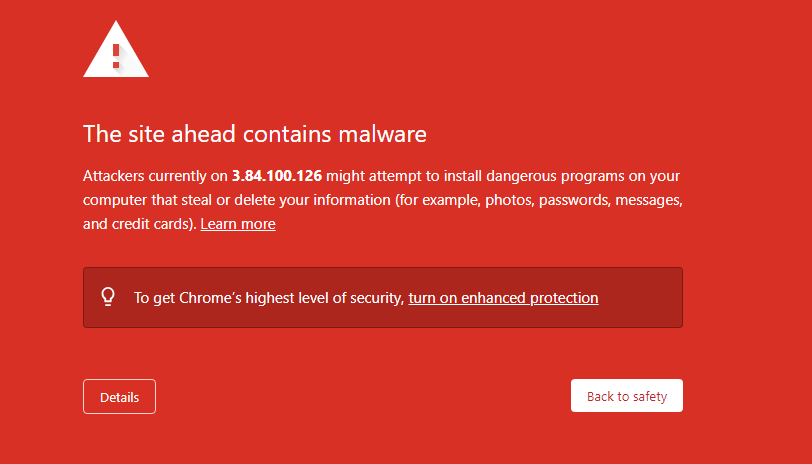 The site ahead contains malware
Attackers currently on 3.84.100.126 might attempt to install dangerous programs on your
computer that steal or delete your information (for example, photos, passwords, messages,
and credit cards). Learn more
To get Chrome’s highest level of security, turn on enhanced protection
Details
Back to safety